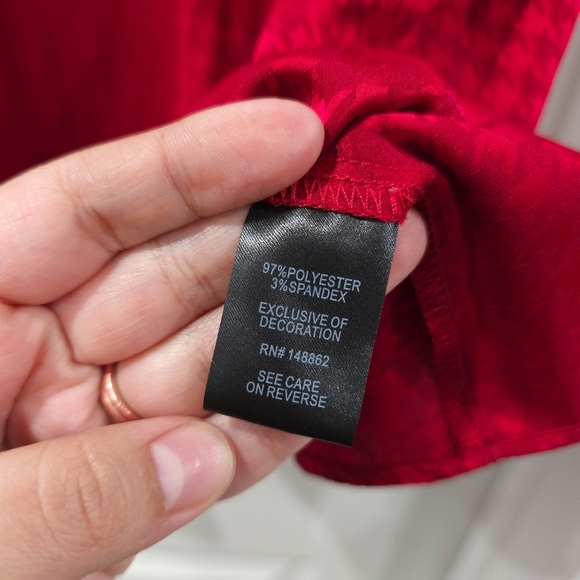 97%POLYESTER
3%SPANDEX
EXCLUSIVE OF
DECORATION
RN# 148862
SEE CARE
ON REVERSE